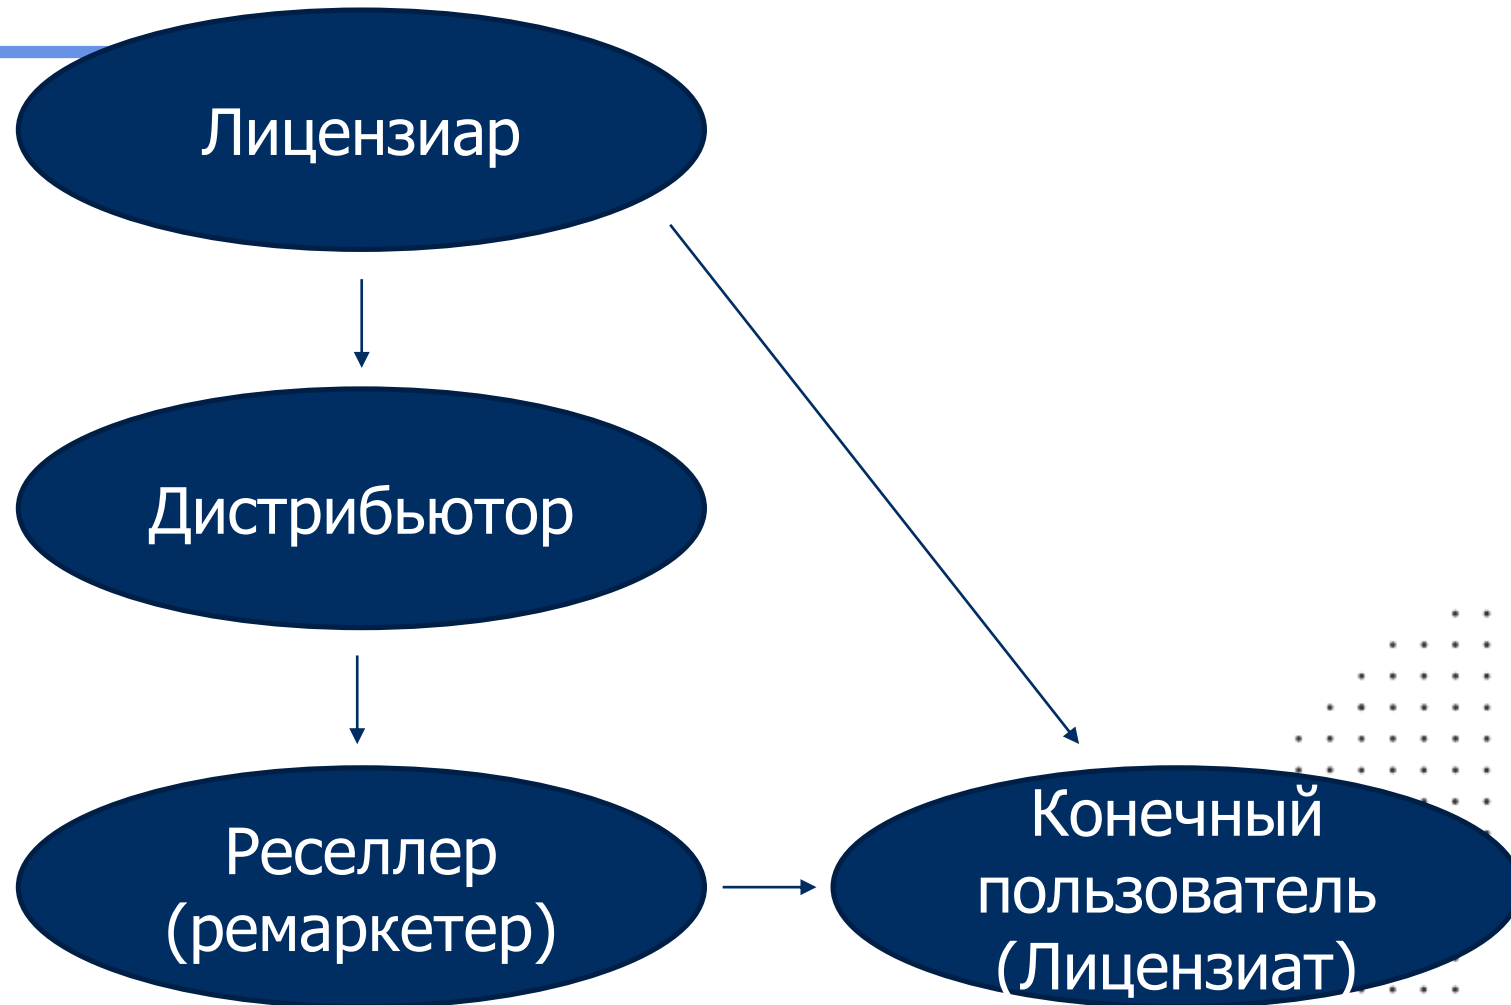 Лицензиар
Дистрибьютор
Реселлер
(ремаркетер)
Конечный
пользователь
(Лицензиат)